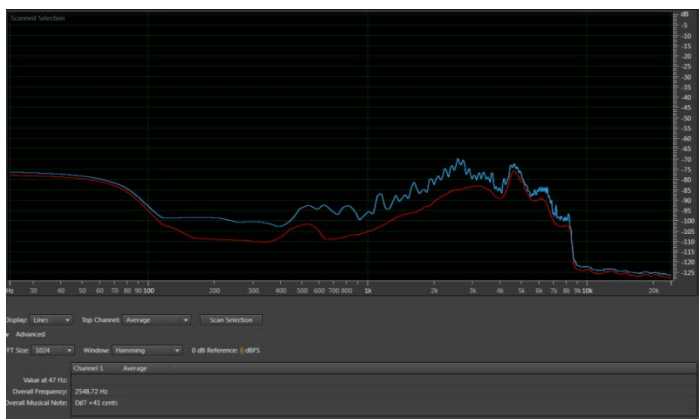 Scanned Selection
dB
-5
-10
-15
-20
-25
-30
-35
-40
-45
-50
-55
-60
-65
-70
-75
-80
-85
-90
-95
-100
-105
-110
-115
-120
-125
Hz 30 40 50 60 70 80 90 100 200 300 400 500 600 700 800 1k 2k 3k 4k 5k 6k 7k 8k 9k 10k 20k
Display: Lines Top Channel: Average Scan Selection
Advanced
FT Size: 1024 Window: Hamming 0 dB Reference: 0 dBFS
Channel 1 Average
Value at 47 Hz:
Overall Frequency: 2548.72 Hz
Overall Musical Note: D#7 +41 cents